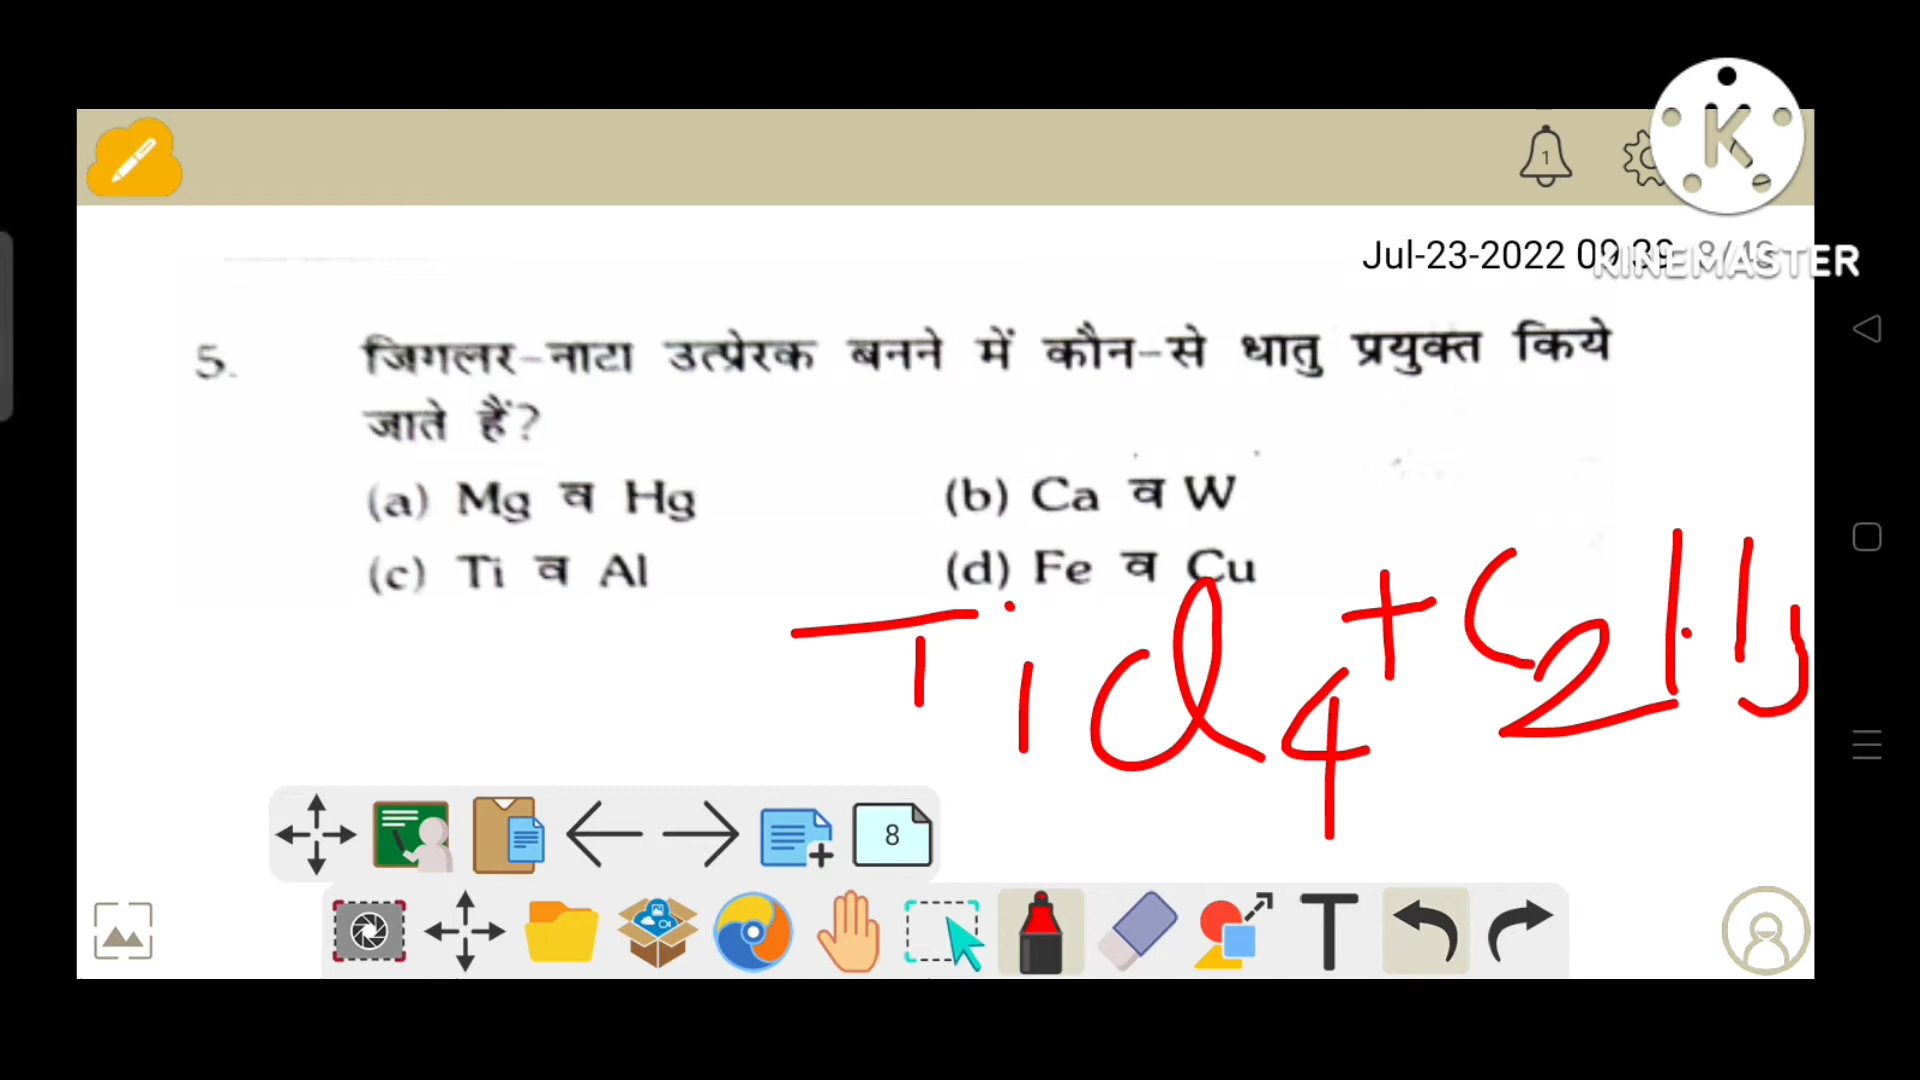 1
K
KINEMASTER
Jul-23-2022
5. जिगलर-नाटा उत्प्रेरक बनने में कौन-से धातु प्रयुक्त किये
जाते हैं?
(a) Mg व Hg (b) Ca व W
(c) Ti व Al (d) Fe व Cu
Ticl4 + C2H5
8
T